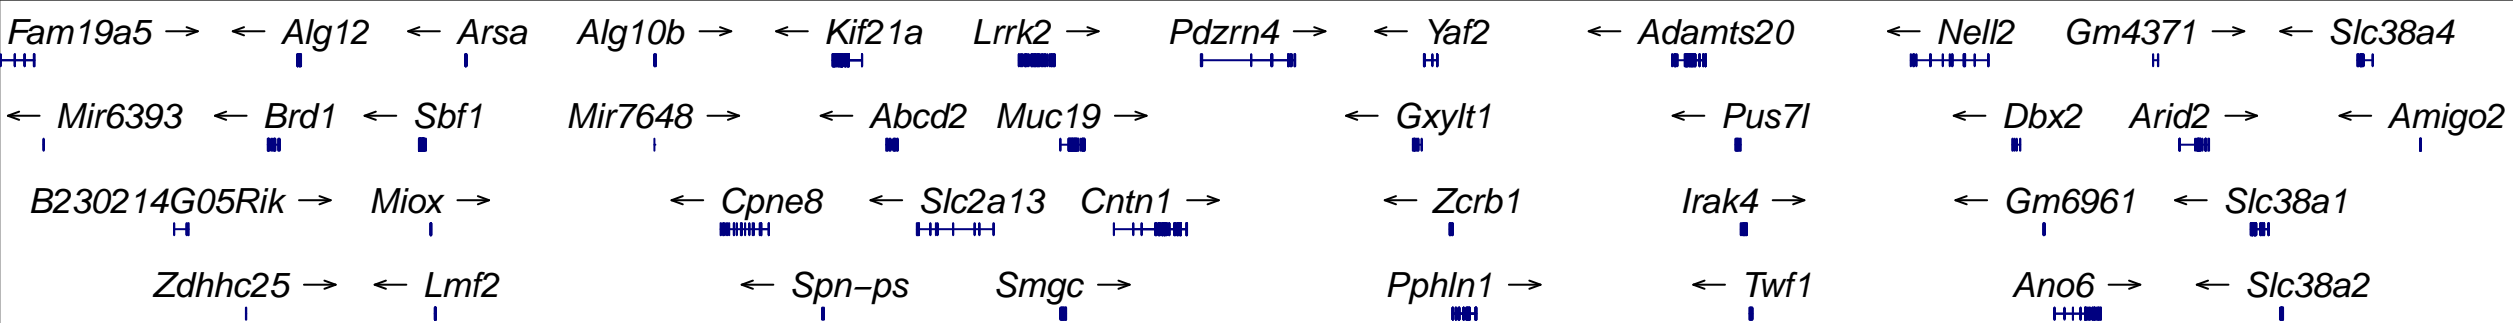 Fam19a5 → ← Alg12 ← Arsa Alg10b → ← Kif21a Lrrk2 → Pdzrn4 → ← Yaf2 ← Adamts20 ← Nell2 Gm4371 → ← Slc38a4
← Mir6393 ← Brd1 ← Sbf1 Mir7648 → ← Abcd2 Muc19 → ← Gxylt1 ← Pus7l ← Dbx2 Arid2 → ← Amigo2
B230214G05Rik → Miox → ← Cpne8 ← Slc2a13 Cntn1 → ← Zcrb1 Irak4 → ← Gm6961 ← Slc38a1
Zdhhc25 → ← Lmf2 ← Spn−ps Smgc → Pphln1 → ← Twf1 Ano6 → ← Slc38a2